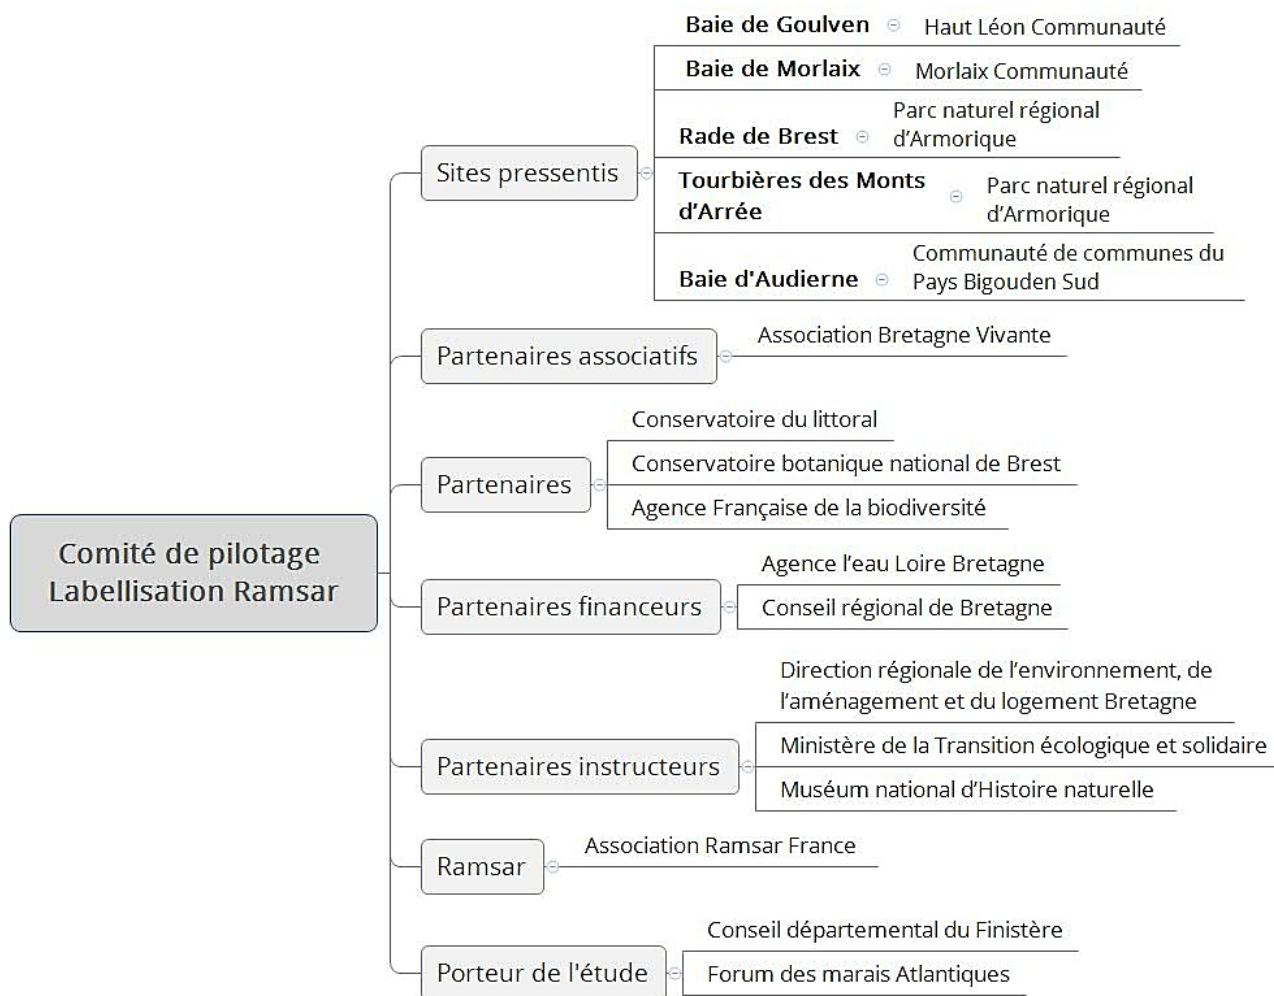 Comité de pilotage
Labellisation Ramsar
Sites pressentis
Baie de Goulven
Haut Léon Communauté
Baie de Morlaix
Morlaix Communauté
Rade de Brest
Parc naturel régional
d’Armorique
Tourbières des Monts
d’Arrée
Parc naturel régional
d’Armorique
Baie d'Audierne
Communauté de communes du
Pays Bigouden Sud
Partenaires associatifs
Association Bretagne Vivante
Partenaires
Conservatoire du littoral
Conservatoire botanique national de Brest
Agence Française de la biodiversité
Partenaires financeurs
Agence l’eau Loire Bretagne
Conseil régional de Bretagne
Partenaires instructeurs
Direction régionale de l’environnement, de
l’aménagement et du logement Bretagne
Ministère de la Transition écologique et solidaire
Muséum national d’Histoire naturelle
Ramsar
Association Ramsar France
Porteur de l'étude
Conseil départemental du Finistère
Forum des marais Atlantiques